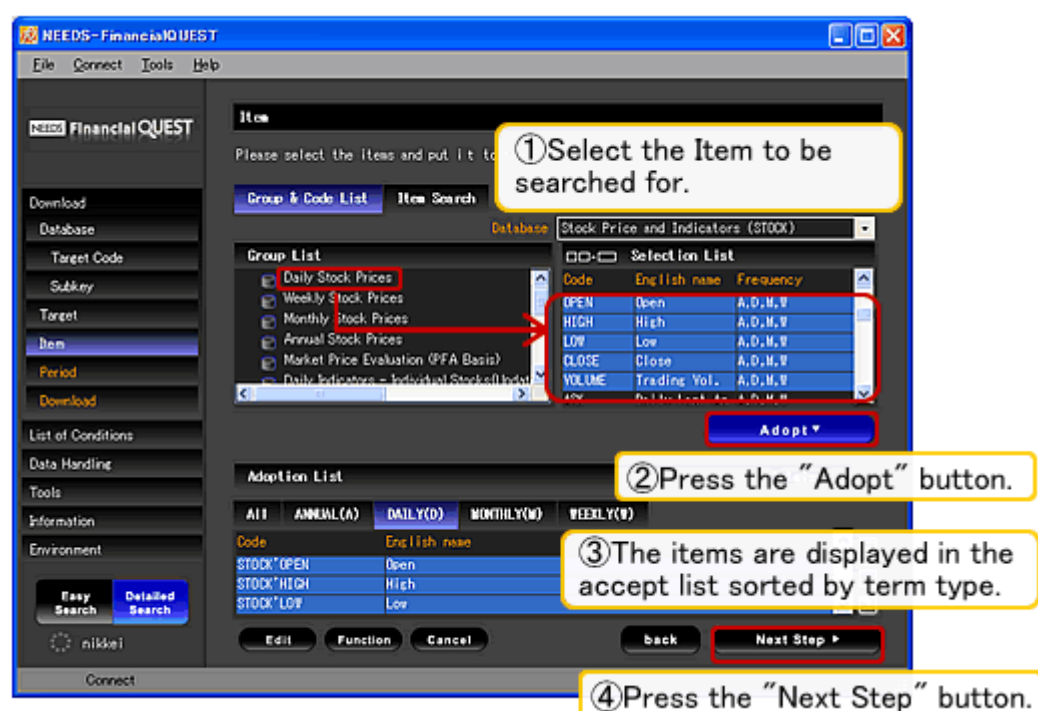 NEEDS-FinancialQUEST
File Connect Tools Help
NEEDS Financial QUEST
Item
Please select the items and put it to
①Select the Item to be
searched for.
Group & Code List Item Search
Database Stock Price and Indicators (STOCK)
Group List
Daily Stock Prices
Weekly Stock Prices
Monthly Stock Prices
Annual Stock Prices
Market Price Evaluation (PFA Basis)
Daily Indicators - Individual Stocks(Updat
Selection List
Code English name Frequency
OPEN Open A,D,M,W
HIGH High A,D,M,W
LOW Low A,D,M,W
CLOSE Close A,D,M,W
VOLUME Trading Vol. A,D,M,W
Adopt▼
②Press the "Adopt" button.
Adoption List
All ANNUAL(A) DAILY(D) MONTHLY(M) WEEKLY(W)
Code English name
STOCK'OPEN Open
STOCK'HIGH High
STOCK'LOW Low
③The items are displayed in the
accept list sorted by term type.
Edit Function Cancel back Next Step ▶
④Press the "Next Step" button.
Download
Database
Target Code
Subkey
Target
Item
Period
Download
List of Conditions
Data Handling
Tools
Information
Environment
Easy Search
Detailed Search
nikkei
Connect